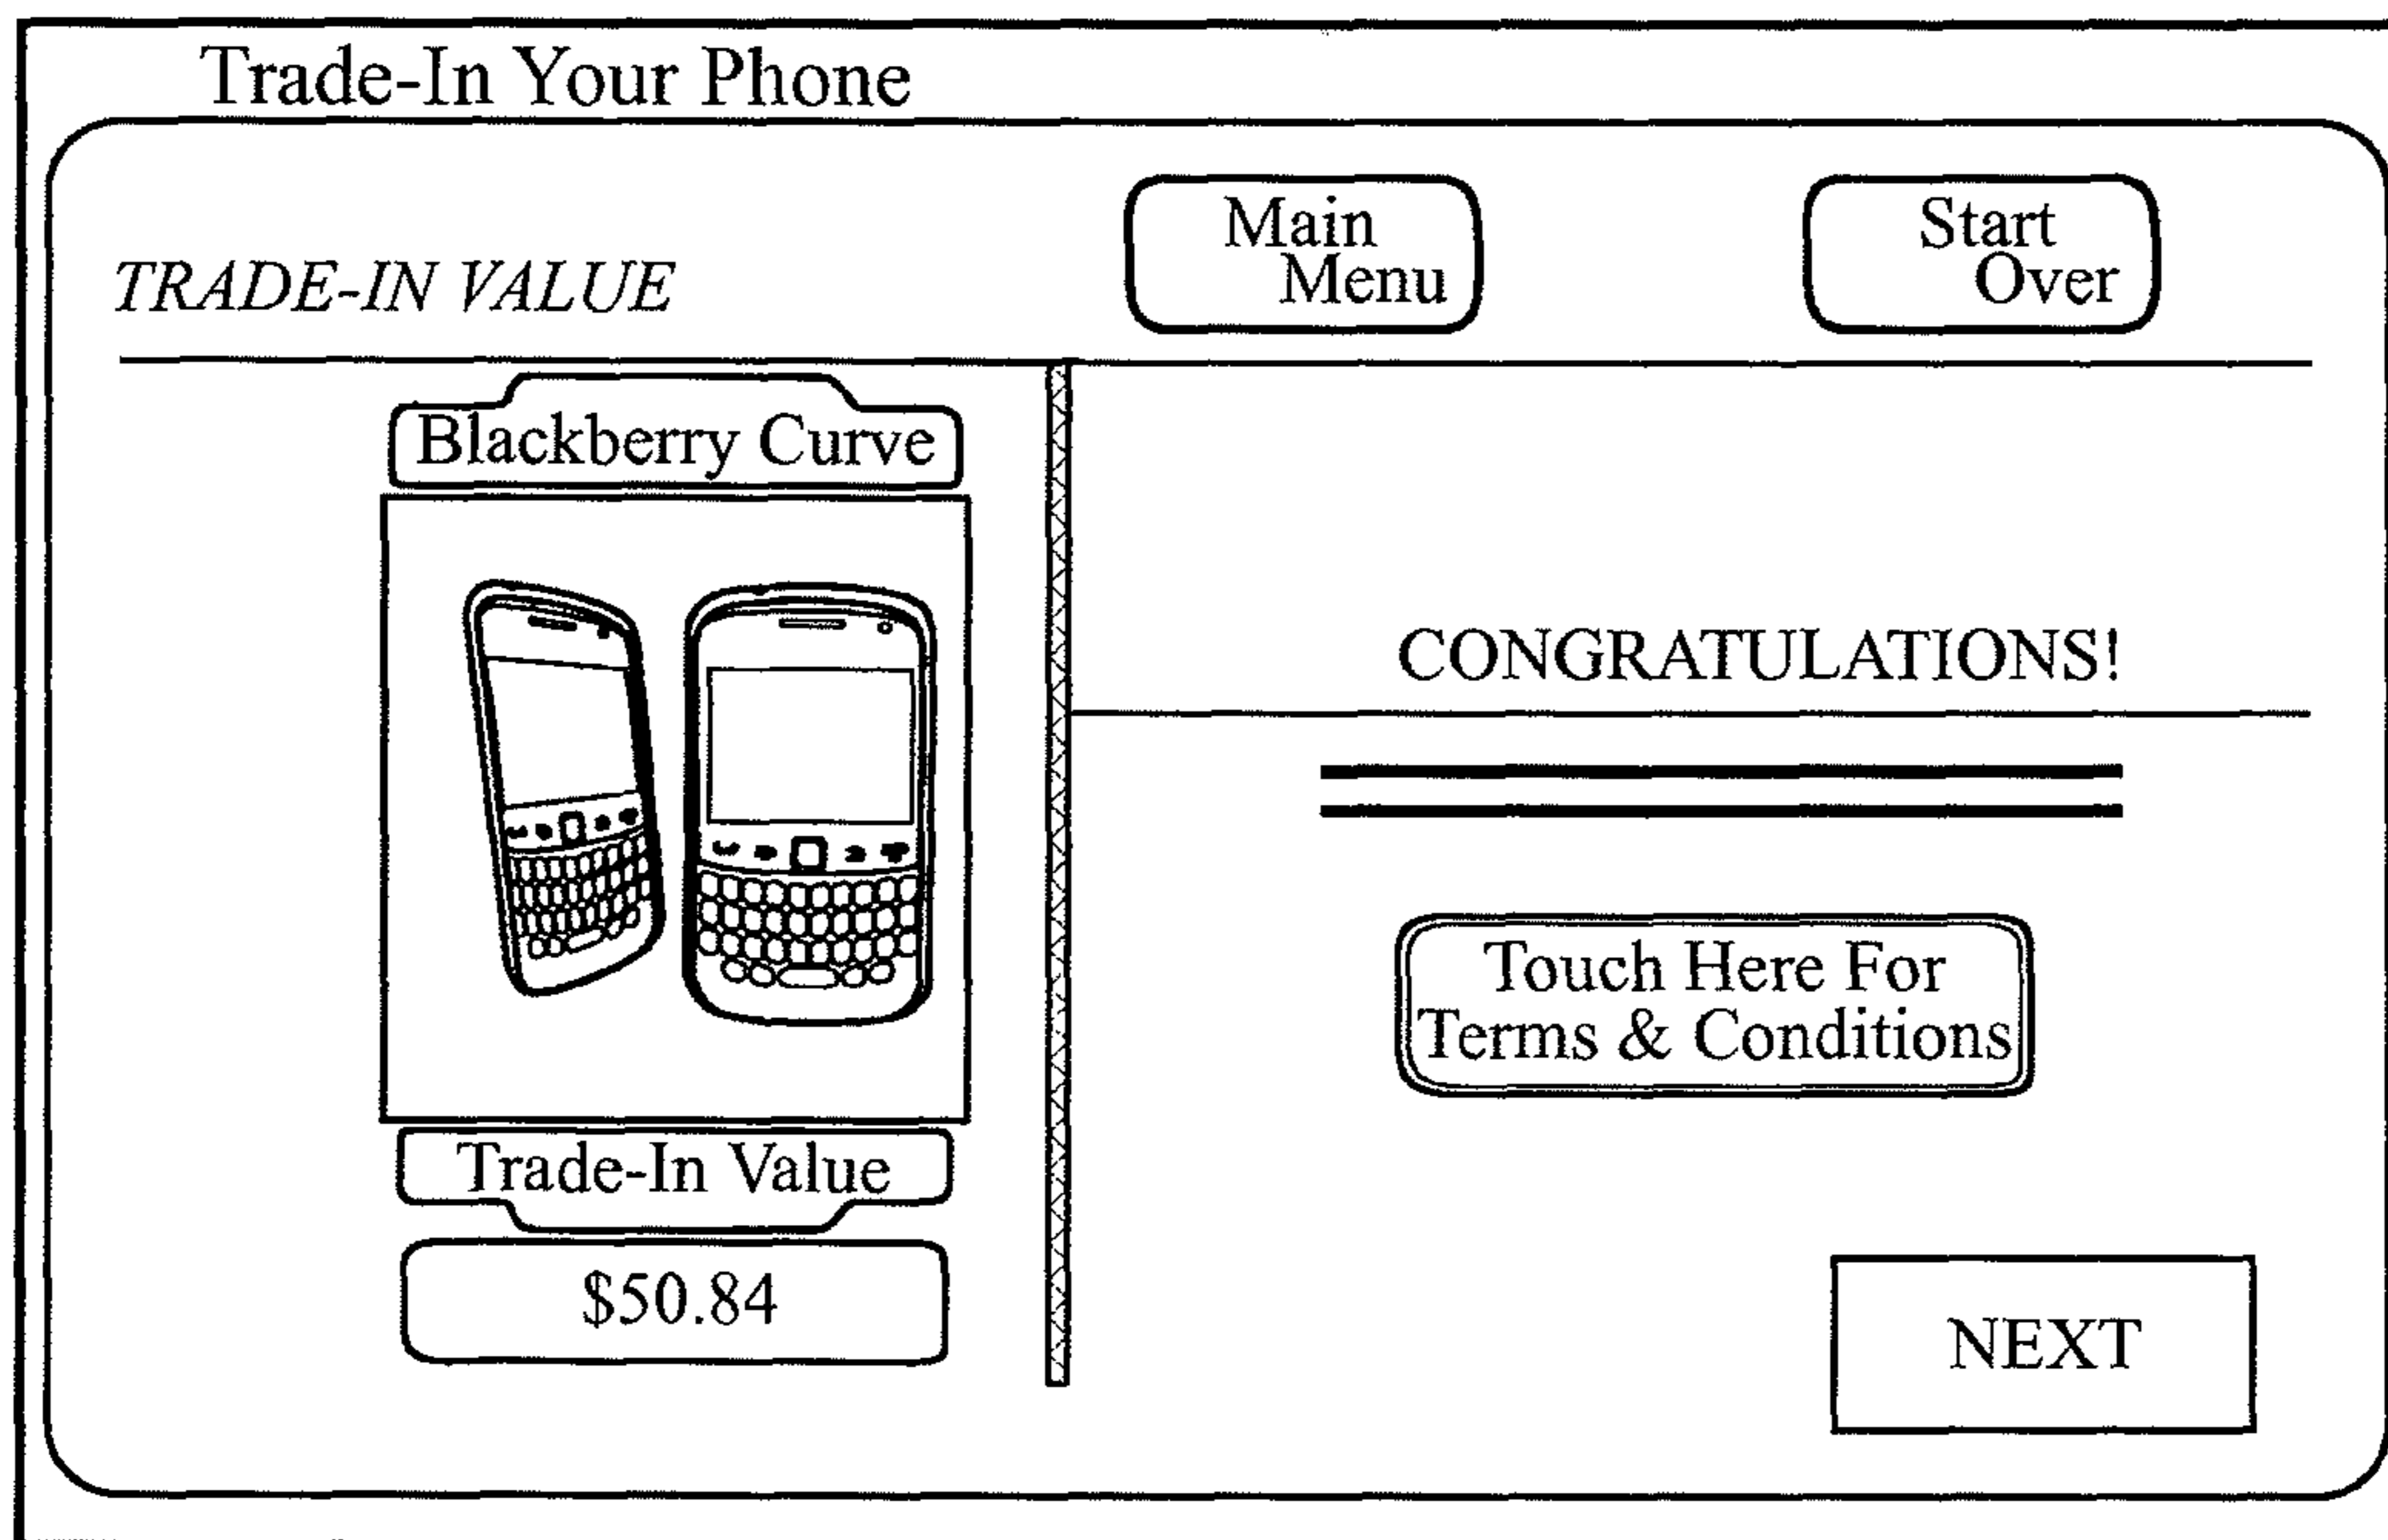 Trade-In Your Phone
TRADE-IN VALUE
Main
Menu
Start
Over
Blackberry Curve
Trade-In Value
$50.84
CONGRATULATIONS!
Touch Here For
Terms & Conditions
NEXT